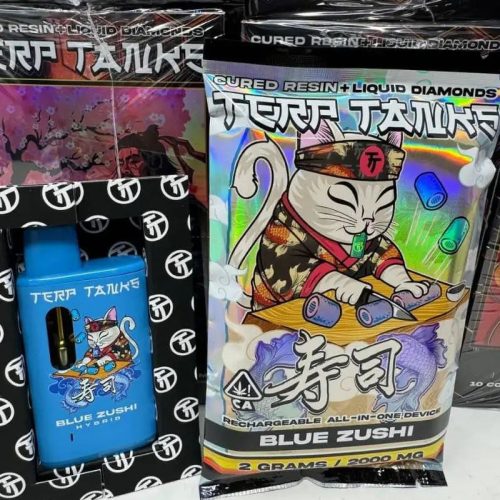 CURED RESIN+LIQUID DIAMONDS
TERP TANKS
CURED RESIN+LIQUID DIAMONDS
TERP TANKS
TT
寿司
CA
RECHARGEABLE ALL-IN-ONE DEVICE
BLUE ZUSHI
2 GRAMS / 2000 MG
TERP TANKS
寿司
BLUE ZUSHI
HYBRID
CURED RESIN+LIQUID DIAMONDS
10